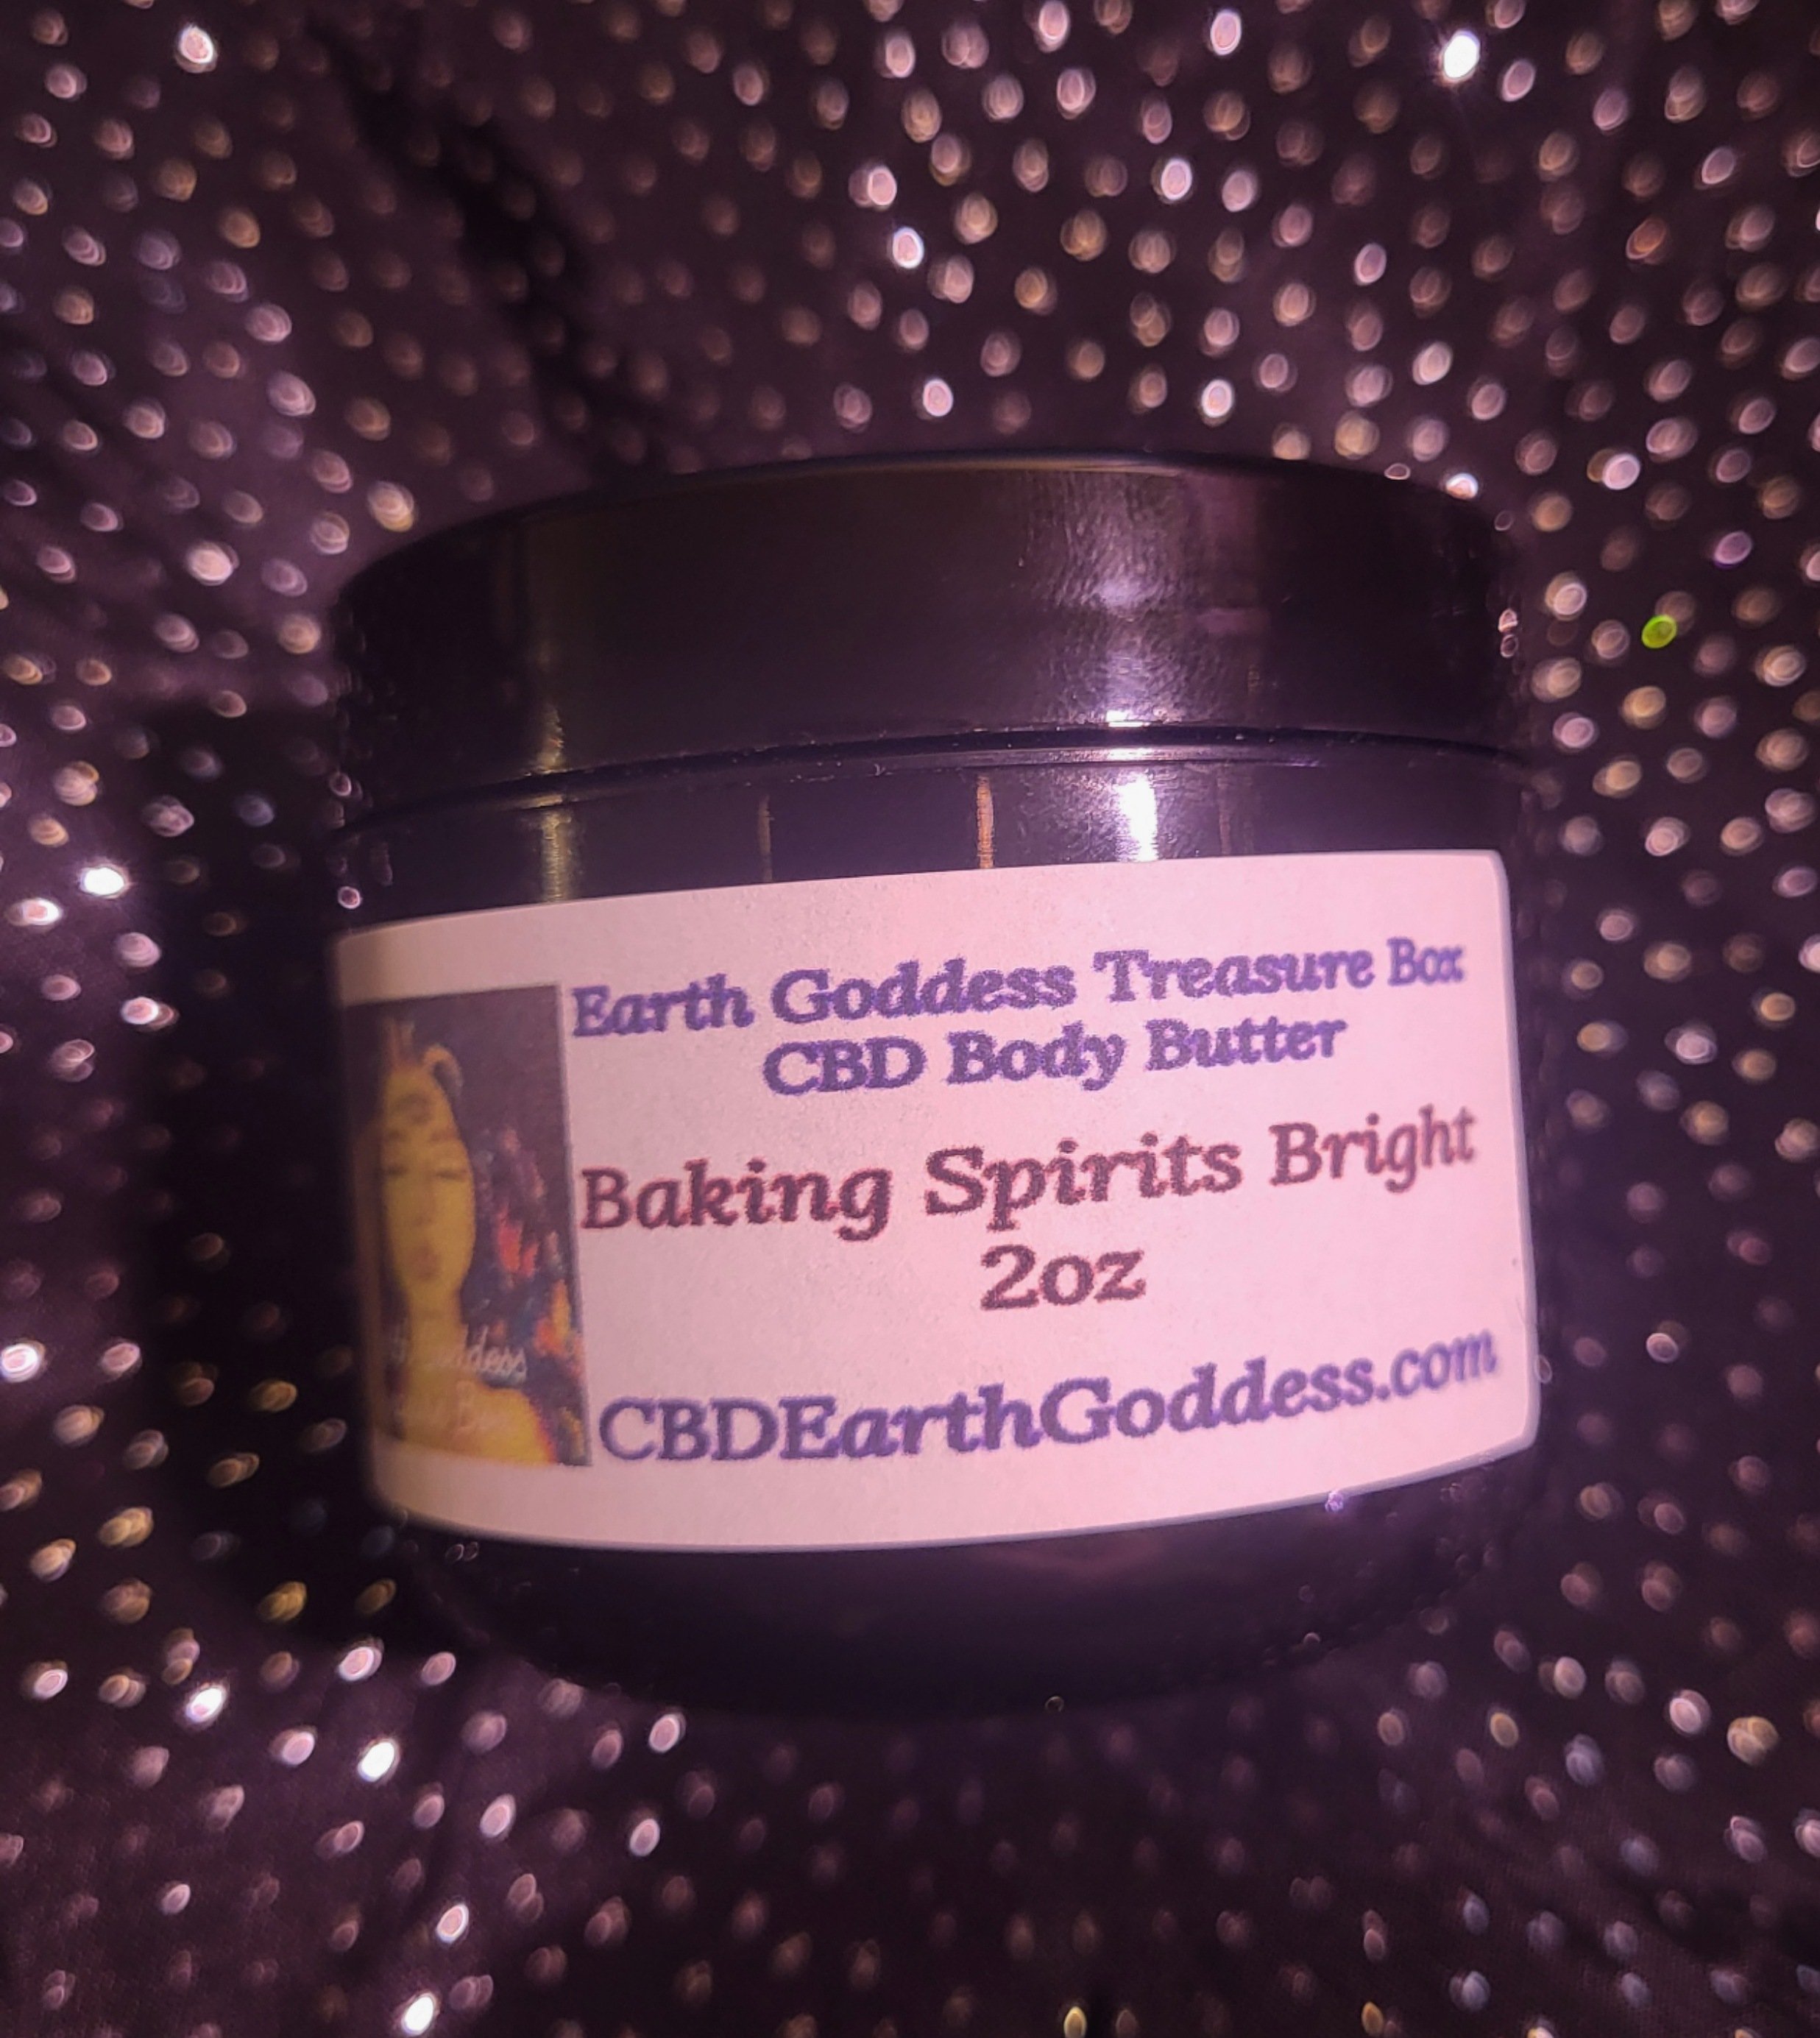 Earth Goddess Treasure Box
CBD Body Butter
Baking Spirits Bright
2oz
CBDEarthGoddess.com